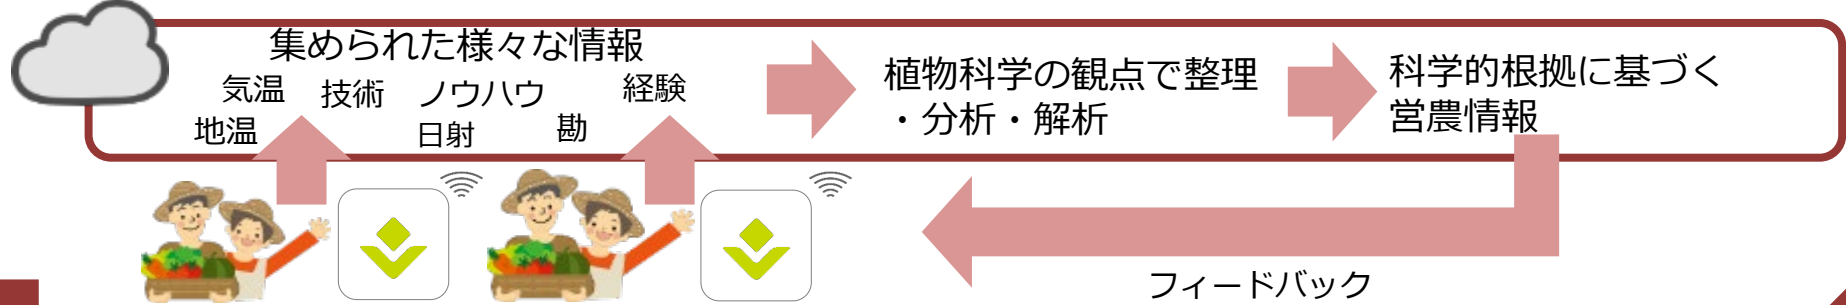 集められた様々な情報
気温 技術 ノウハウ 経験
地温 日射 勘
植物科学の観点で整理
・分析・解析
科学的根拠に基づく
営農情報
フィードバック